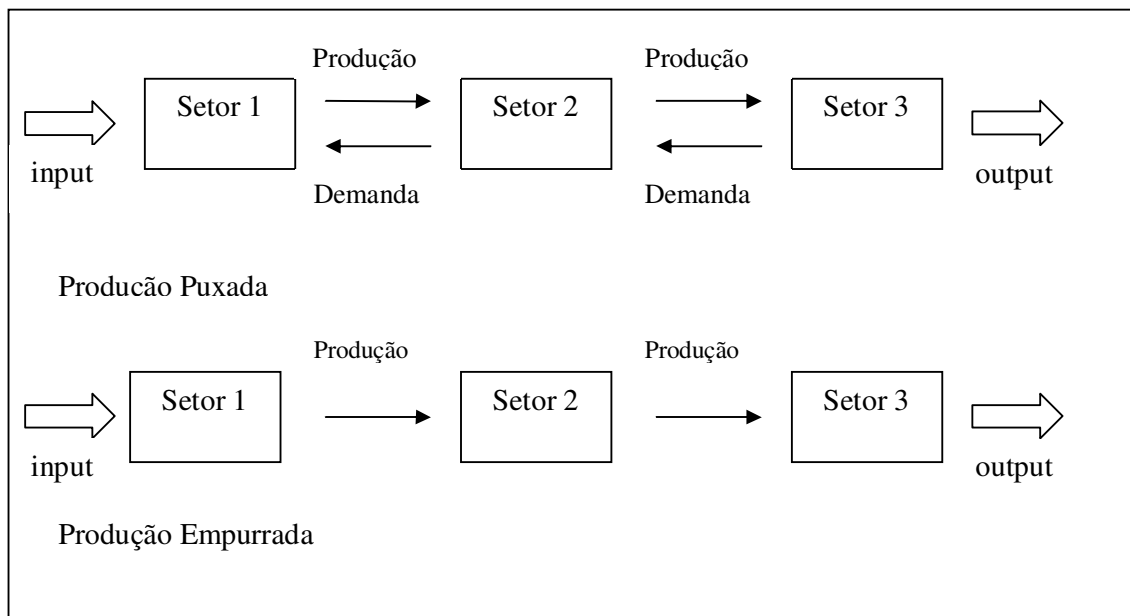 Produção Produção
Setor 1 Setor 2 Setor 3
input output
Demanda Demanda
Producão Puxada
Produção Produção
Setor 1 Setor 2 Setor 3
input output
Produção Empurrada